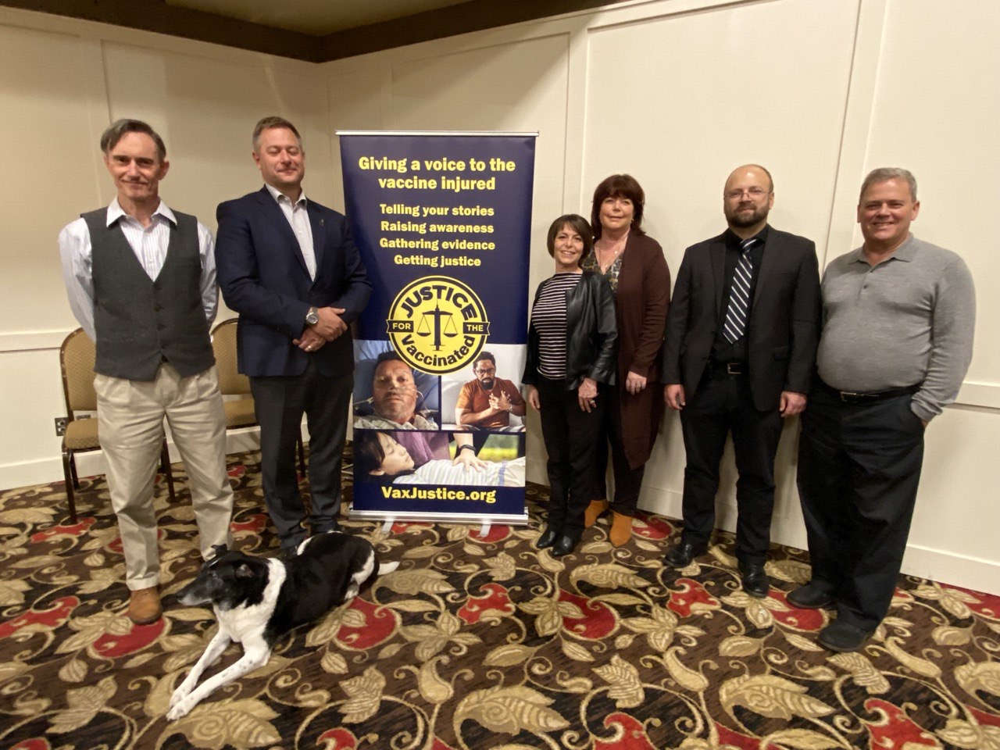 Giving a voice to the
vaccine injured
Telling your stories
Raising awareness
Gathering evidence
Getting justice
JUSTICE
FOR THE
Vaccinated
VaxJustice.org